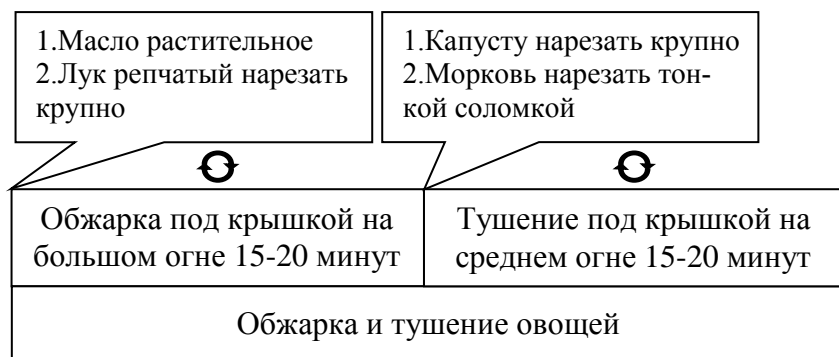 1.Масло растительное
2.Лук репчатый нарезать
крупно
1.Капусту нарезать крупно
2.Морковь нарезать тон-
кой соломкой
Обжарка под крышкой на
большом огне 15-20 минут
Тушение под крышкой на
среднем огне 15-20 минут
Обжарка и тушение овощей